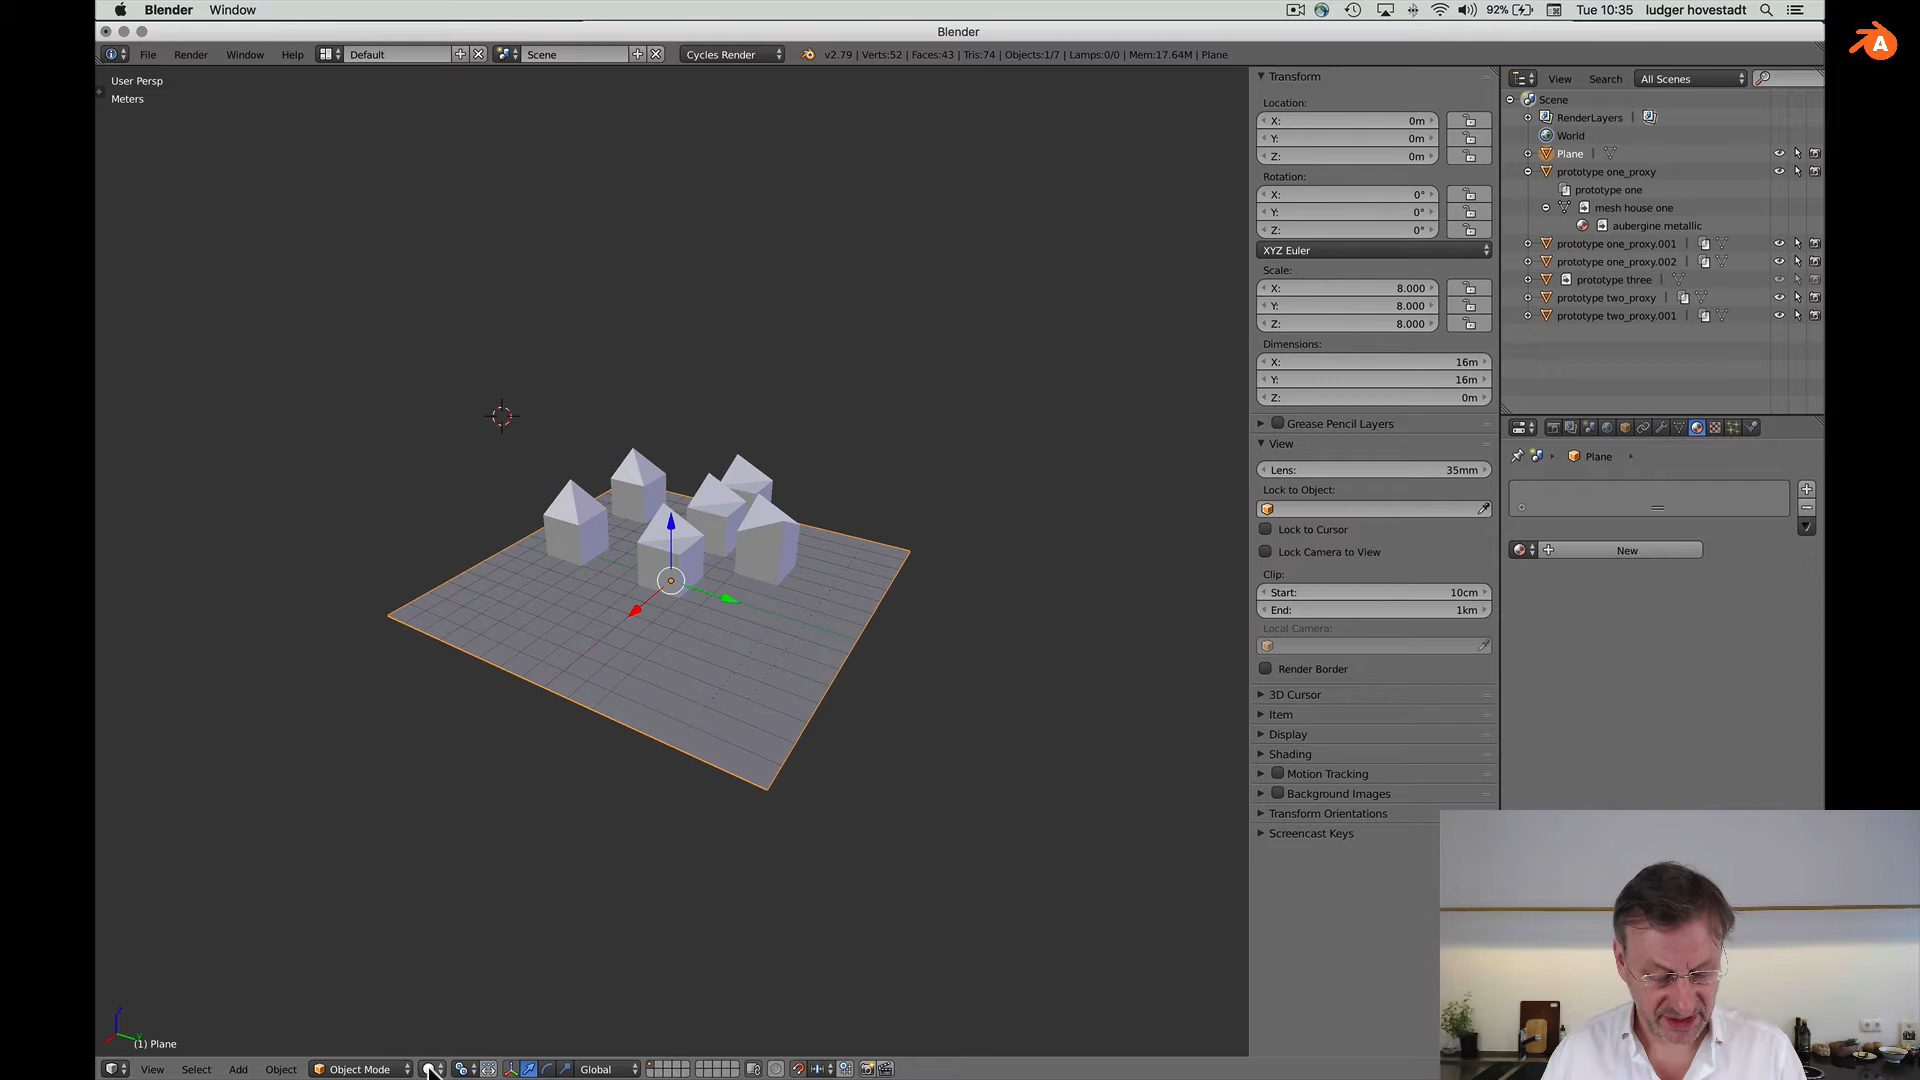 Blender Window
92% Tue 10:35 ludger hovestadt
Blender
File Render Window Help Default Scene Cycles Render v2.79 | Verts:52 | Faces:43 | Tris:74 | Objects:1/7 | Lamps:0/0 | Mem:17.64M | Plane
A
User Persp
Meters
Transform
Location:
X: 0m
Y: 0m
Z: 0m
Rotation:
X: 0°
Y: 0°
Z: 0°
XYZ Euler
Scale:
X: 8.000
Y: 8.000
Z: 8.000
Dimensions:
X: 16m
Y: 16m
Z: 0m
Grease Pencil Layers
View
Lens: 35mm
Lock to Object:
Lock to Cursor
Lock Camera to View
Clip:
Start: 10cm
End: 1km
Local Camera:
Render Border
3D Cursor
Item
Display
Shading
Motion Tracking
Background Images
Transform Orientations
Screencast Keys
View Search All Scenes
Scene
RenderLayers
World
Plane
prototype one_proxy
prototype one
mesh house one
aubergine metallic
prototype one_proxy.001
prototype one_proxy.002
prototype three
prototype two_proxy
prototype two_proxy.001
Plane
New
z
y
(1) Plane
View Select Add Object Object Mode Global